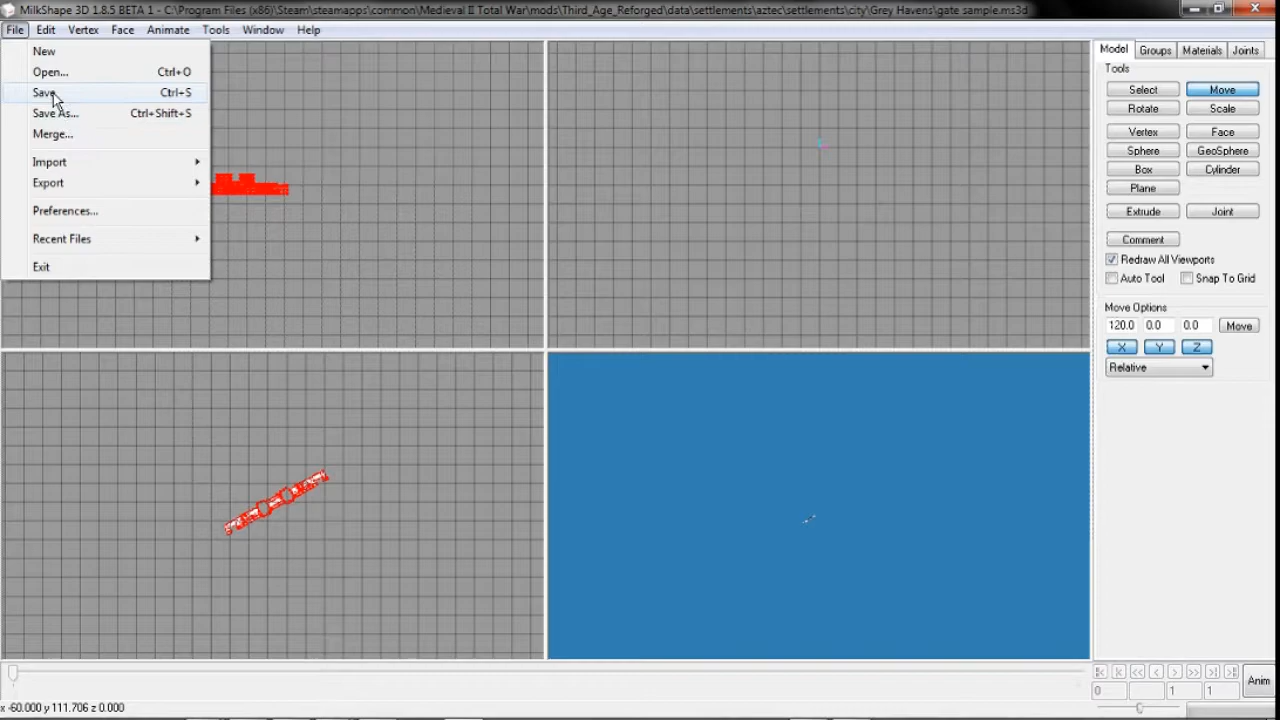 MilkShape 3D 1.8.5 BETA 1 - C:\Program Files (x86)\Steam\steamapps\common\Medieval II Total War\mods\Third_Age_Reforged\data\settlements\aztec\settlements\city\Grey Havens\gate sample.ms3d
File Edit Vertex Face Animate Tools Window Help
New
Open... Ctrl+O
Save Ctrl+S
Save As... Ctrl+Shift+S
Merge...
Import
Export
Preferences...
Recent Files
Exit
Model Groups Materials Joints
Tools
Select Move
Rotate Scale
Vertex Face
Sphere GeoSphere
Box Cylinder
Plane
Extrude Joint
Comment
Redraw All Viewports
Auto Tool Snap To Grid
Move Options
120.0 0.0 0.0 Move
X Y Z
Relative
Anim
0 1 1
x -60.000 y 111.706 z 0.000